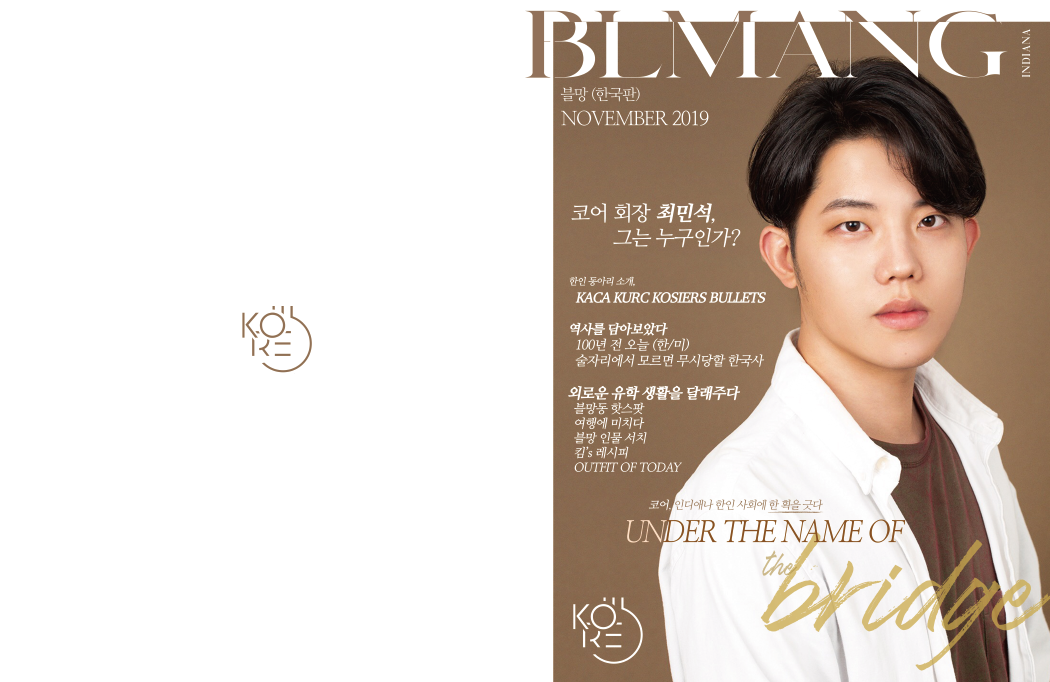 KÖ-
RE
BLMANG
INDIANA
블망 (한국판)
NOVEMBER 2019
코어 회장 최민석,
그는 누구인가?
한인 동아리 소개,
KACA KURC KOSIERS BULLETS
역사를 담아보았다
100년 전 오늘 (한/미)
술자리에서 모르면 무시당할 한국사
외로운 유학 생활을 달래주다
블망동 핫스팟
여행에 미치다
블망 인물 서치
킴's 레시피
OUTFIT OF TODAY
코어, 인디애나 한인 사회에 한 획을 긋다
UNDER THE NAME OF
the bridge
KÖ-
RE